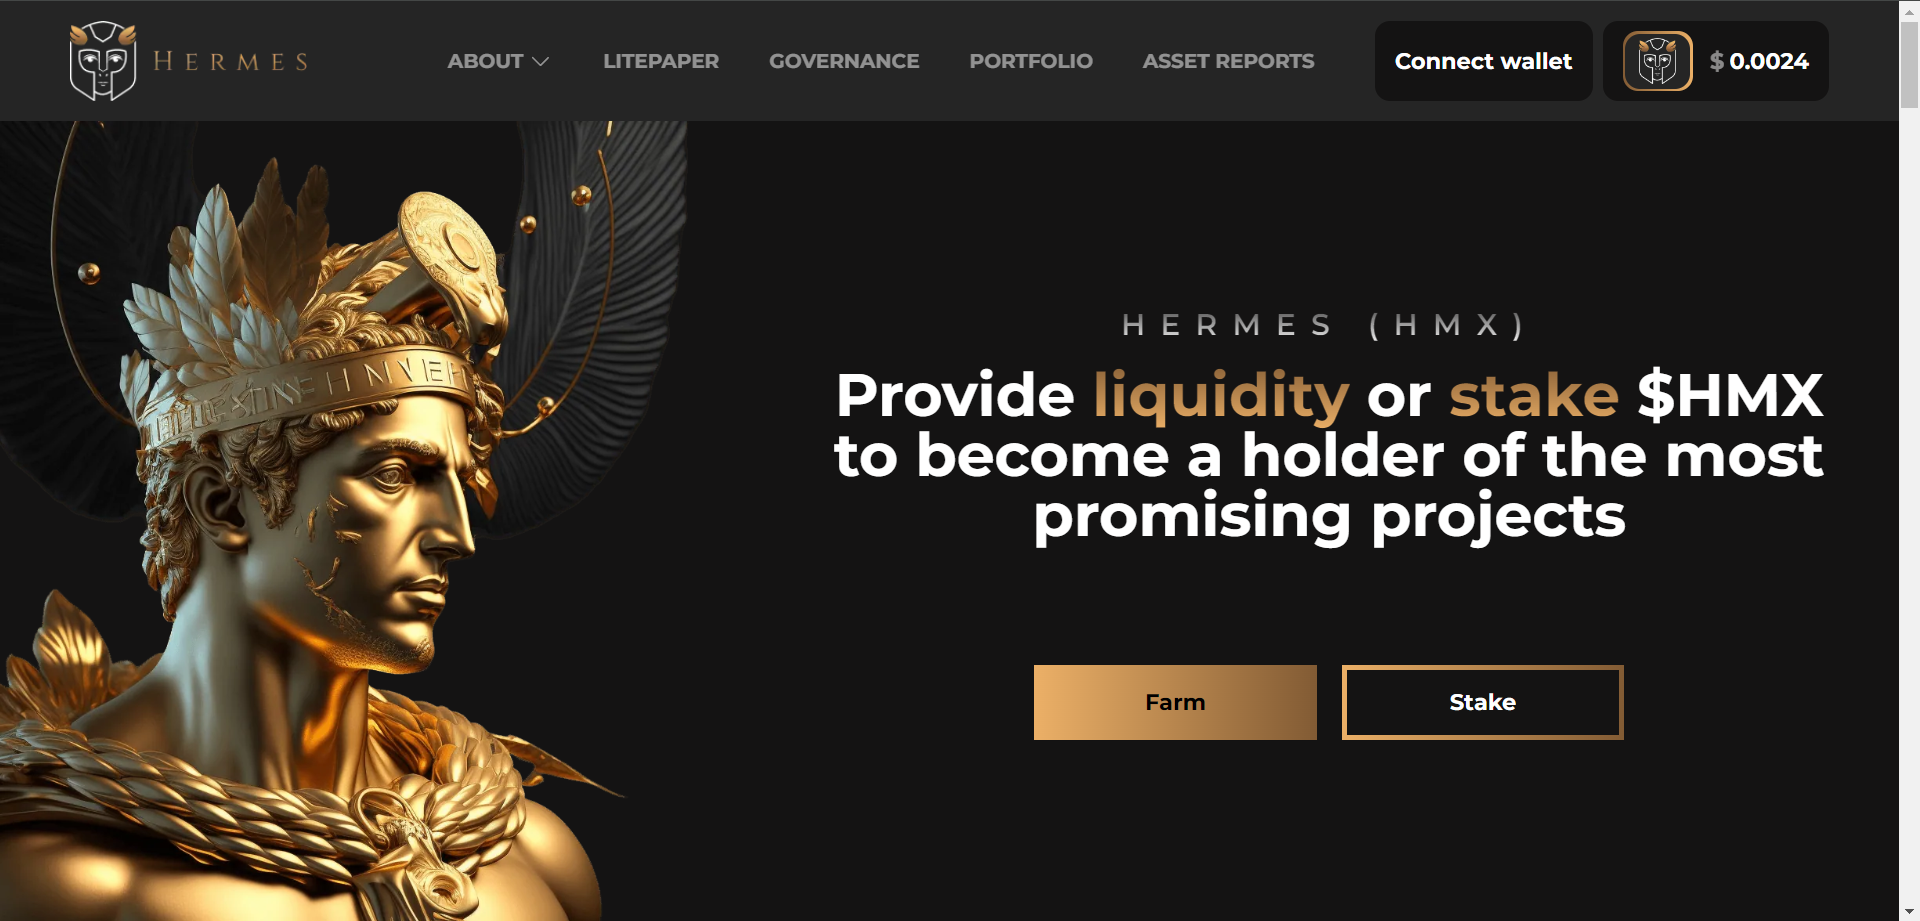 HERMES
ABOUT
LITEPAPER
GOVERNANCE
PORTFOLIO
ASSET REPORTS
Connect wallet
$ 0.0024
HERMES (HMX)
Provide liquidity or stake $HMX
to become a holder of the most
promising projects
Farm
Stake